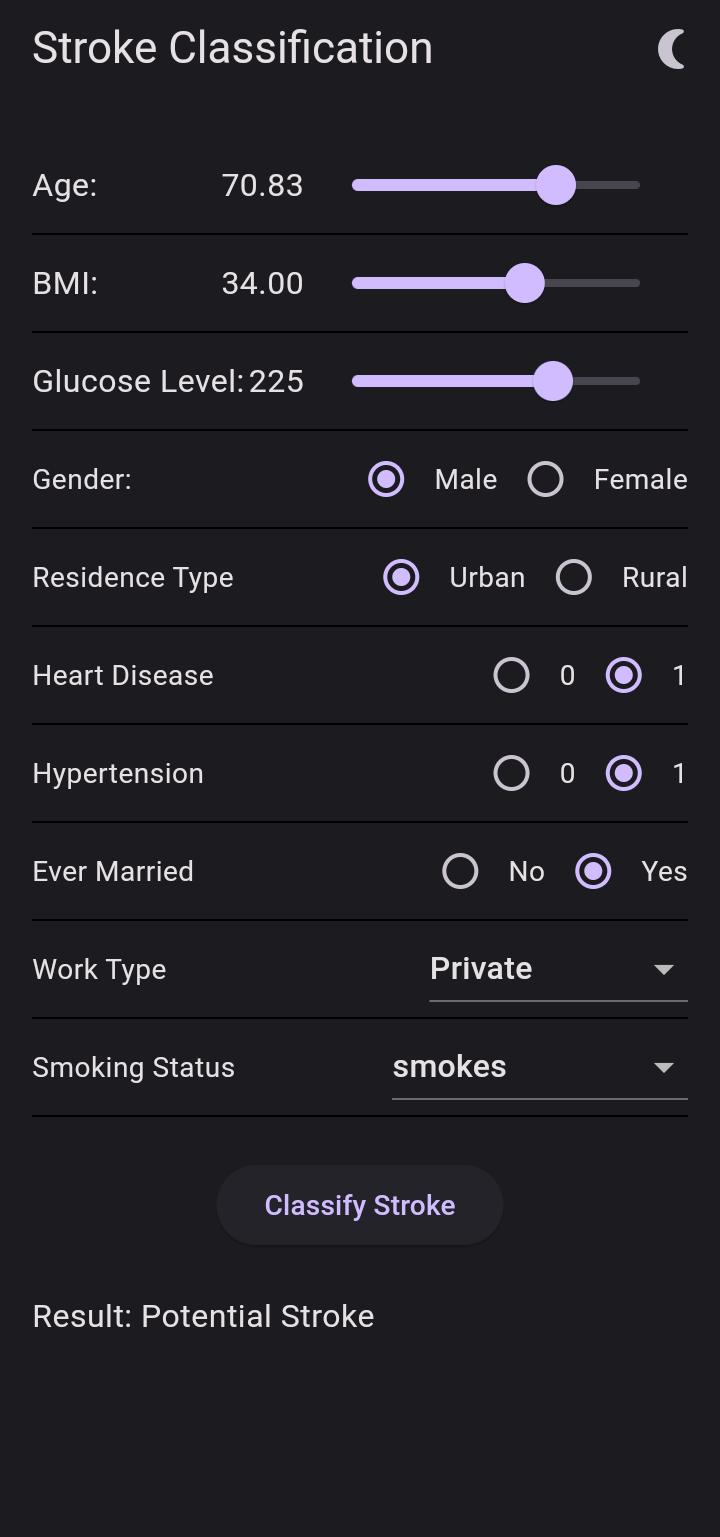 Stroke Classification
Age: 70.83
BMI: 34.00
Glucose Level: 225
Gender: Male Female
Residence Type Urban Rural
Heart Disease 0 1
Hypertension 0 1
Ever Married No Yes
Work Type Private
Smoking Status smokes
Classify Stroke
Result: Potential Stroke